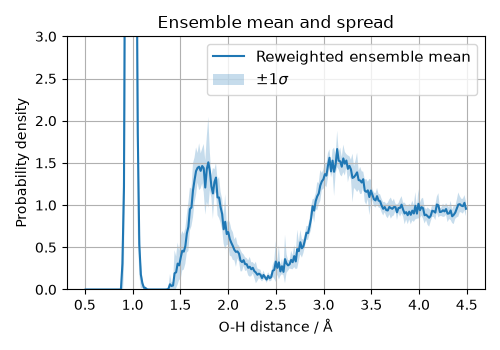 Ensemble mean and spread
Reweighted ensemble mean
±1σ
Probability density
3.0
2.5
2.0
1.5
1.0
0.5
0.0
0.5 1.0 1.5 2.0 2.5 3.0 3.5 4.0 4.5
O-H distance / Å